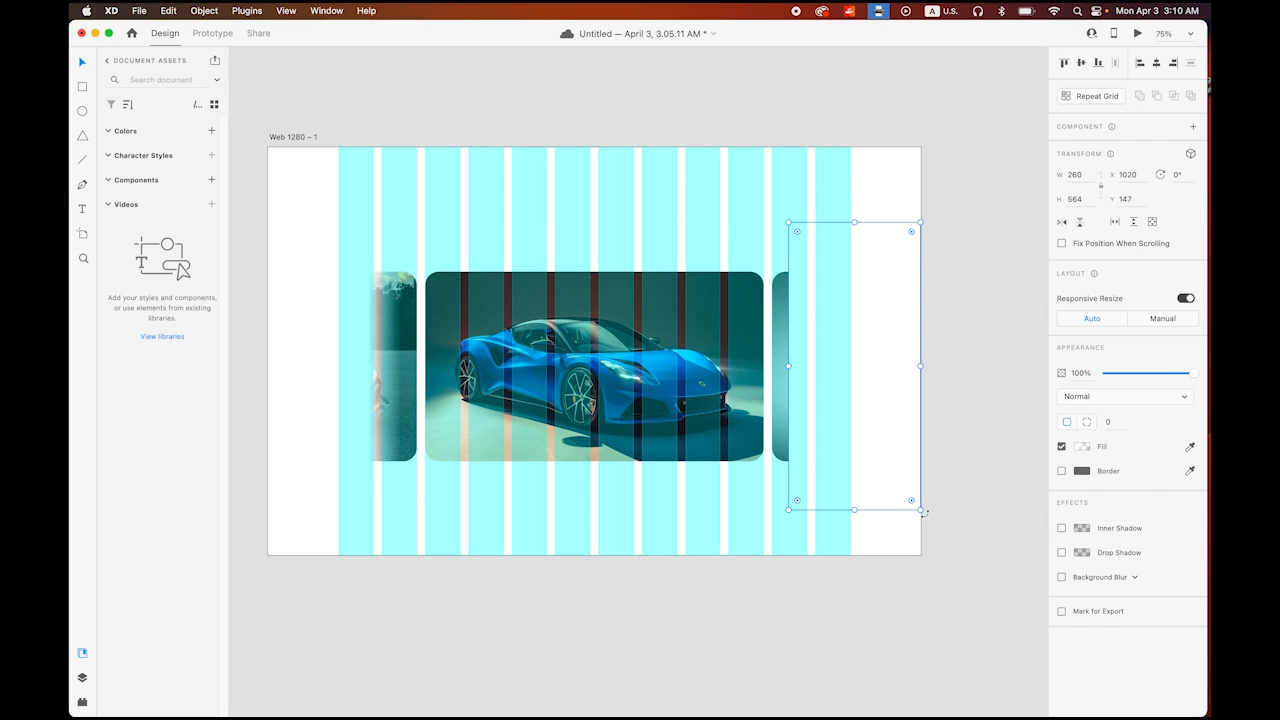 XD File Edit Object Plugins View Window Help
A U.S. Mon Apr 3 3:10 AM
Design Prototype Share
Untitled — April 3, 3.05.11 AM *
75%
DOCUMENT ASSETS
Search document
Colors
Character Styles
Components
Videos
T
Add your styles and components,
or use elements from existing
libraries.
View libraries
Web 1280 – 1
Repeat Grid
COMPONENT
TRANSFORM
W 260 X 1020 0°
H 564 Y 147
Fix Position When Scrolling
LAYOUT
Responsive Resize
Auto Manual
APPEARANCE
100%
Normal
0
Fill
Border
EFFECTS
Inner Shadow
Drop Shadow
Background Blur
Mark for Export